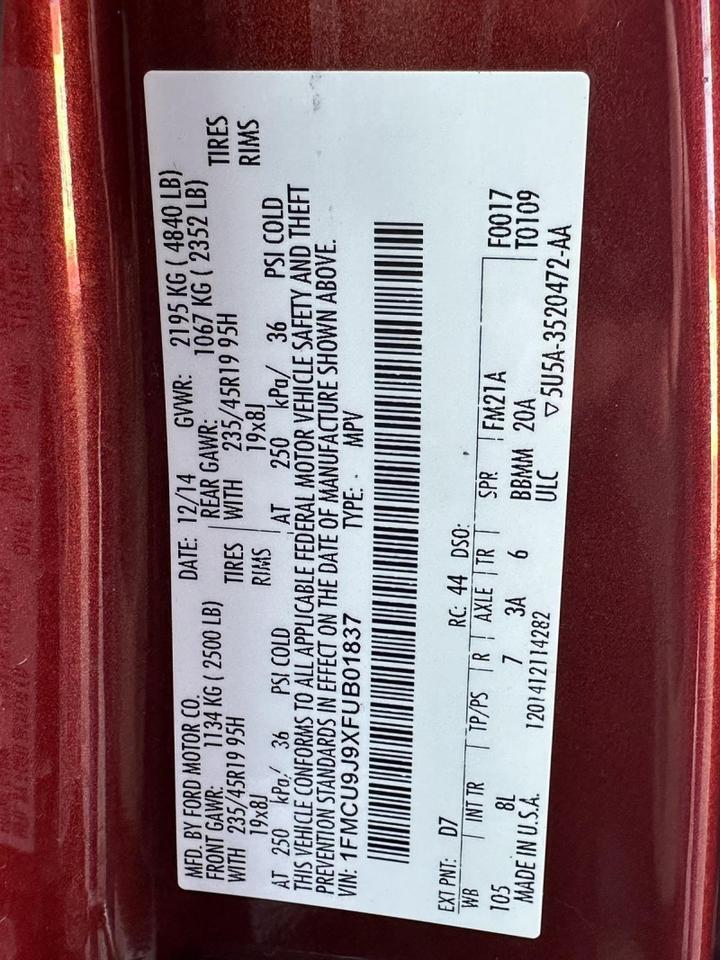 MFD. BY FORD MOTOR CO. DATE: 12/14 GVWR: 2195 KG ( 4840 LB)
FRONT GAWR: 1134 KG ( 2500 LB) REAR GAWR: 1067 KG ( 2352 LB)
WITH 235/45R19 95H TIRES WITH 235/45R19 95H TIRES
19x8J RIMS 19x8J RIMS
AT 250 kPa/ 36 PSI COLD AT 250 kPa/ 36 PSI COLD
THIS VEHICLE CONFORMS TO ALL APPLICABLE FEDERAL MOTOR VEHICLE SAFETY AND THEFT
PREVENTION STANDARDS IN EFFECT ON THE DATE OF MANUFACTURE SHOWN ABOVE.
VIN: 1FMCU9J9XFUB01837 TYPE: MPV
EXT PNT: D7 RC: 44 DSO:
WB INT TR TP/PS R AXLE TR SPR FM21A F0017
105 8L 7 3A 6 BBMM 20A T0109
MADE IN U.S.A. 1201412114282 ULC ▽5U5A-3520472-AA